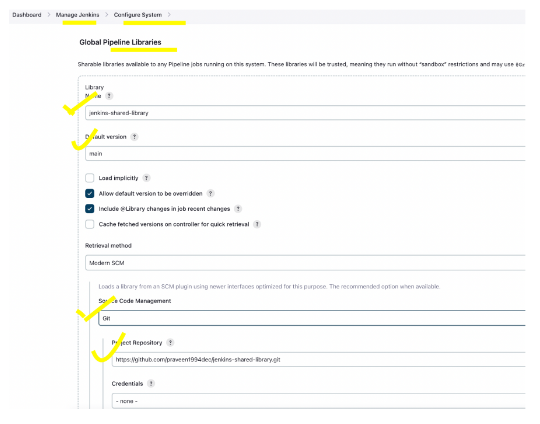 Dashboard > Manage Jenkins > Configure System >
Global Pipeline Libraries
Sharable libraries available to any Pipeline jobs running on this system. These libraries will be trusted, meaning they run without "sandbox" restrictions and may use
Library
Name ?
jenkins-shared-library
Default version ?
main
Load implicitly ?
Allow default version to be overridden ?
Include @Library changes in job recent changes ?
Cache fetched versions on controller for quick retrieval ?
Retrieval method
Modern SCM
Loads a library from an SCM plugin using newer interfaces optimized for this purpose. The recommended option when available.
Source Code Management
Git
Project Repository ?
https://github.com/praveen1994dec/jenkins-shared-library.git
Credentials ?
- none -